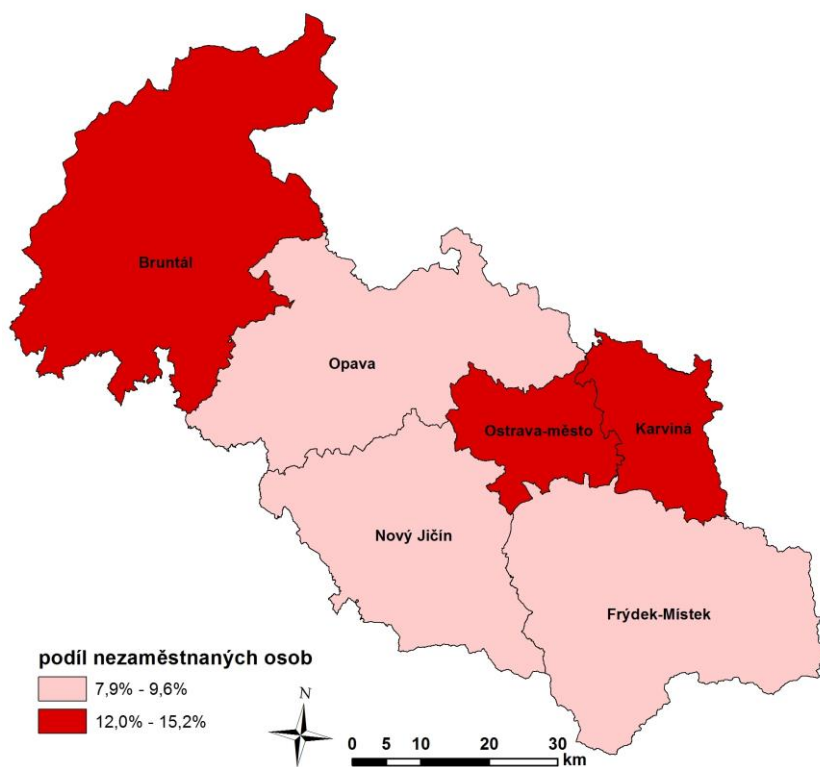 Bruntál
Opava
Ostrava-město
Karviná
Nový Jičín
Frýdek-Místek
podíl nezaměstnaných osob
7,9% - 9,6%
12,0% - 15,2%
N
0 5 10 20 30
km